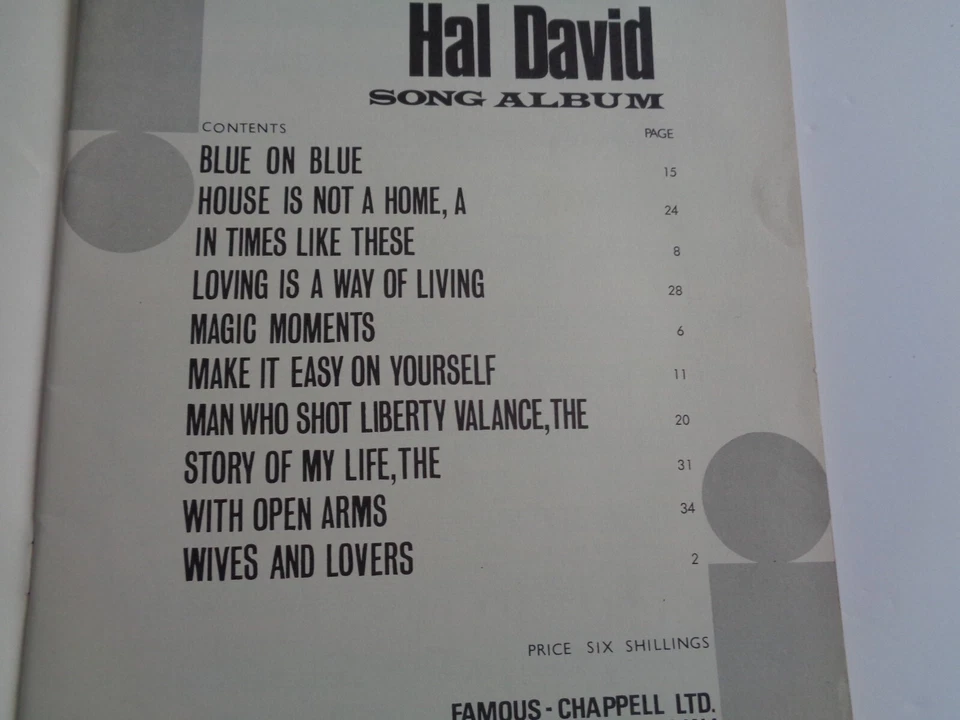 Hal David
SONG ALBUM
CONTENTS PAGE
BLUE ON BLUE 15
HOUSE IS NOT A HOME, A 24
IN TIMES LIKE THESE 8
LOVING IS A WAY OF LIVING 28
MAGIC MOMENTS 6
MAKE IT EASY ON YOURSELF 11
MAN WHO SHOT LIBERTY VALANCE,THE 20
STORY OF MY LIFE,THE 31
WITH OPEN ARMS 34
WIVES AND LOVERS 2
PRICE SIX SHILLINGS
FAMOUS-CHAPPELL LTD.